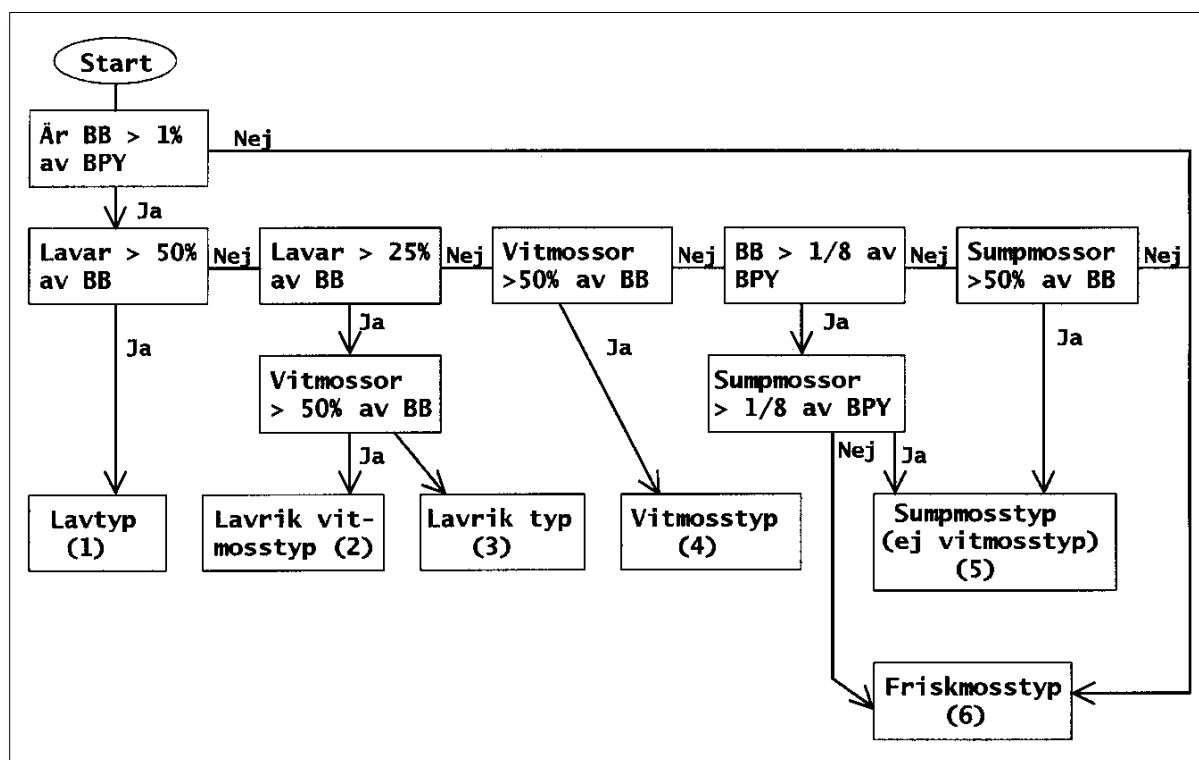 Start
Är BB > 1%
av BPY
Nej
Ja
Lavar > 50%
av BB
Nej
Lavar > 25%
av BB
Nej
Vitmossor
>50% av BB
Nej
BB > 1/8 av
BPY
Nej
Sumpmossor
>50% av BB
Nej
Ja
Ja
Ja
Ja
Ja
Vitmossor
> 50% av BB
Sumpmossor
> 1/8 av BPY
Ja
Nej
Ja
Lavtyp
(1)
Lavrik vit-
mosstyp (2)
Lavrik typ
(3)
Vitmosstyp
(4)
Sumpmosstyp
(ej vitmosstyp)
(5)
Friskmosstyp
(6)